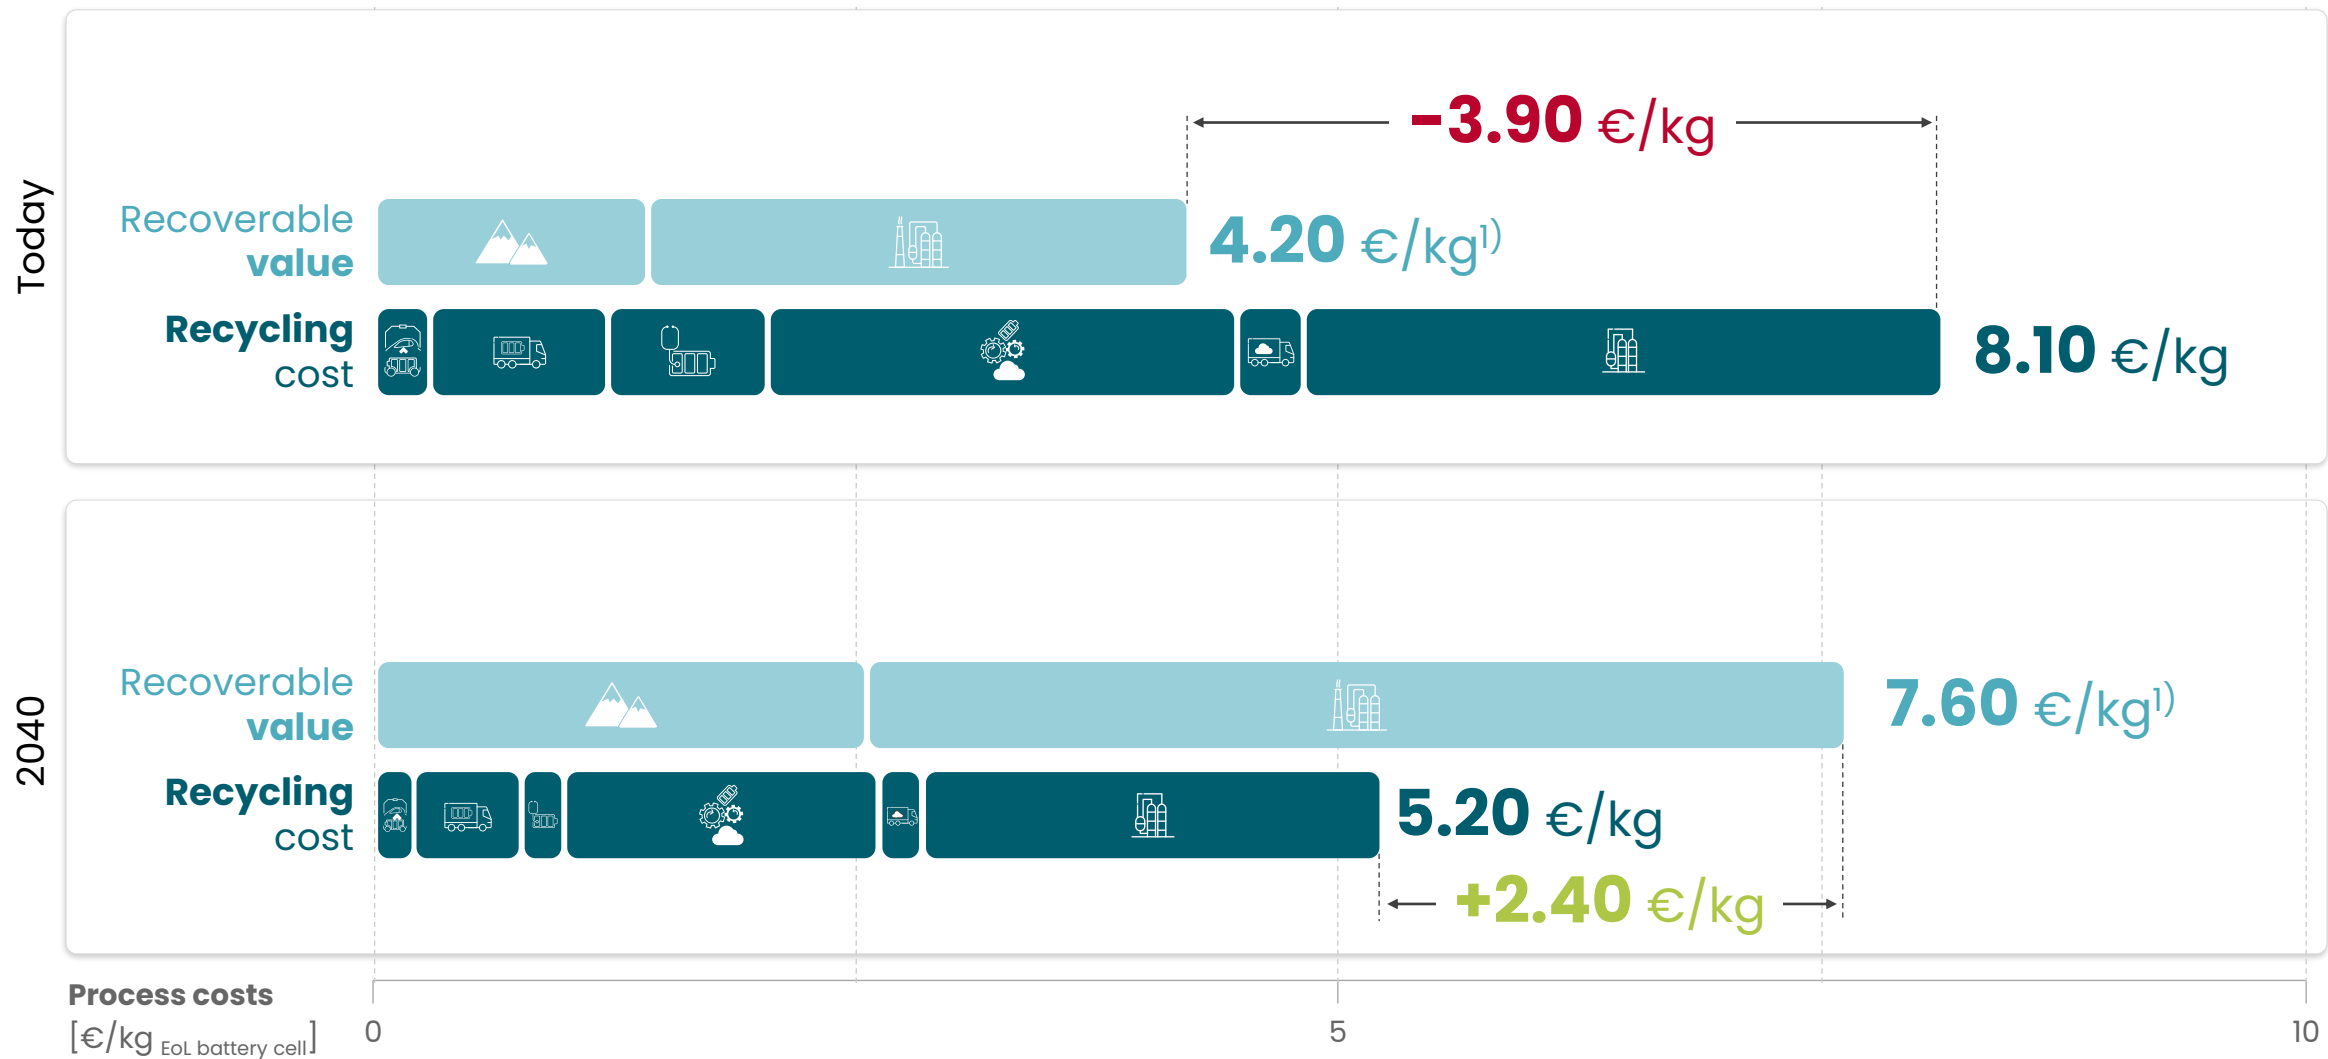 Today
-3.90 €/kg
Recoverable
value
4.20 €/kg1)
Recycling
cost
8.10 €/kg
2040
Recoverable
value
7.60 €/kg1)
Recycling
cost
5.20 €/kg
+2.40 €/kg
Process costs
[€/kg EoL battery cell]
0
5
10